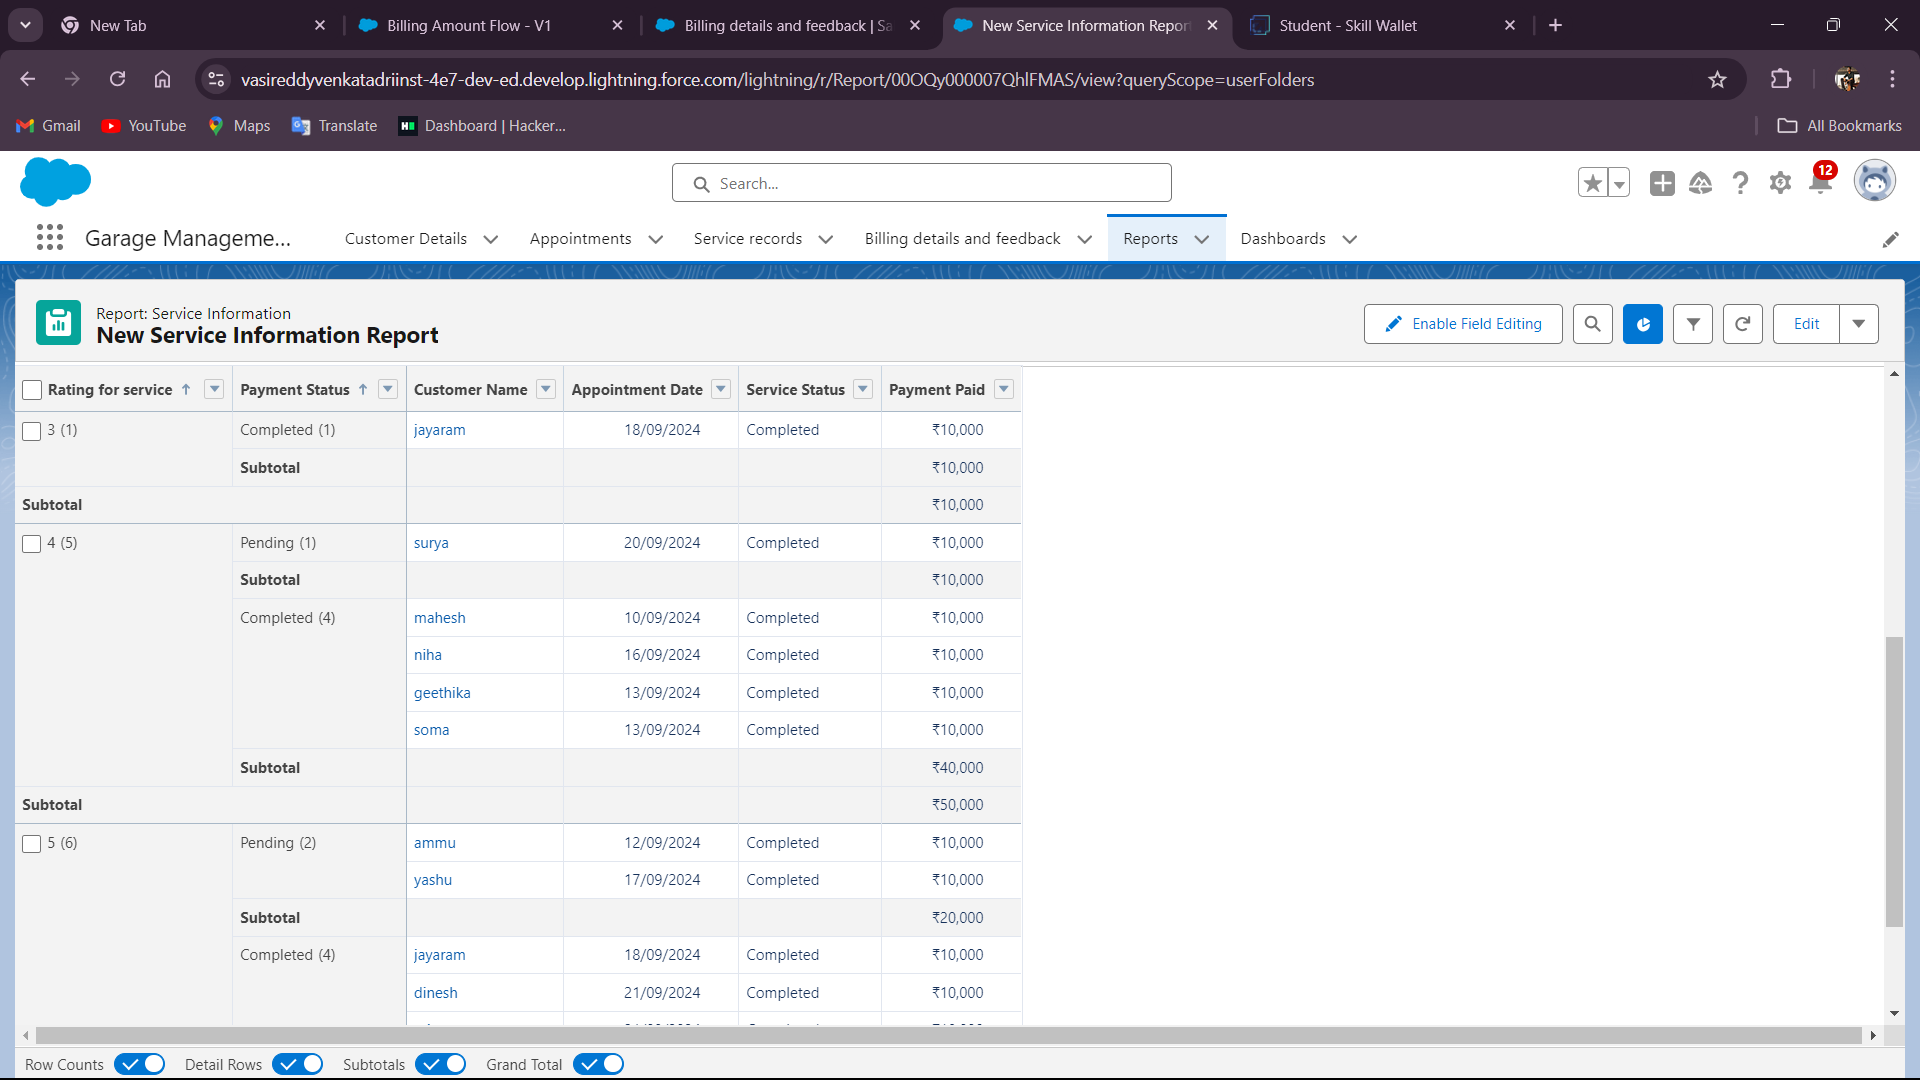 New Tab
Billing Amount Flow - V1
Billing details and feedback | Sa
New Service Information Report
Student - Skill Wallet
vasireddyvenkatadriinst-4e7-dev-ed.develop.lightning.force.com/lightning/r/Report/00OQy000007QhlFMAS/view?queryScope=userFolders
Gmail
YouTube
Maps
Translate
Dashboard | Hacker...
All Bookmarks
Search...
12
Garage Manageme...
Customer Details
Appointments
Service records
Billing details and feedback
Reports
Dashboards
Report: Service Information
New Service Information Report
Enable Field Editing
Edit
Rating for service ↑ Payment Status ↑ Customer Name Appointment Date Service Status Payment Paid
3 (1) Completed (1) jayaram 18/09/2024 Completed ₹10,000
Subtotal ₹10,000
Subtotal ₹10,000
4 (5) Pending (1) surya 20/09/2024 Completed ₹10,000
Subtotal ₹10,000
Completed (4) mahesh 10/09/2024 Completed ₹10,000
niha 16/09/2024 Completed ₹10,000
geethika 13/09/2024 Completed ₹10,000
soma 13/09/2024 Completed ₹10,000
Subtotal ₹40,000
Subtotal ₹50,000
5 (6) Pending (2) ammu 12/09/2024 Completed ₹10,000
yashu 17/09/2024 Completed ₹10,000
Subtotal ₹20,000
Completed (4) jayaram 18/09/2024 Completed ₹10,000
dinesh 21/09/2024 Completed ₹10,000
Row Counts
Detail Rows
Subtotals
Grand Total